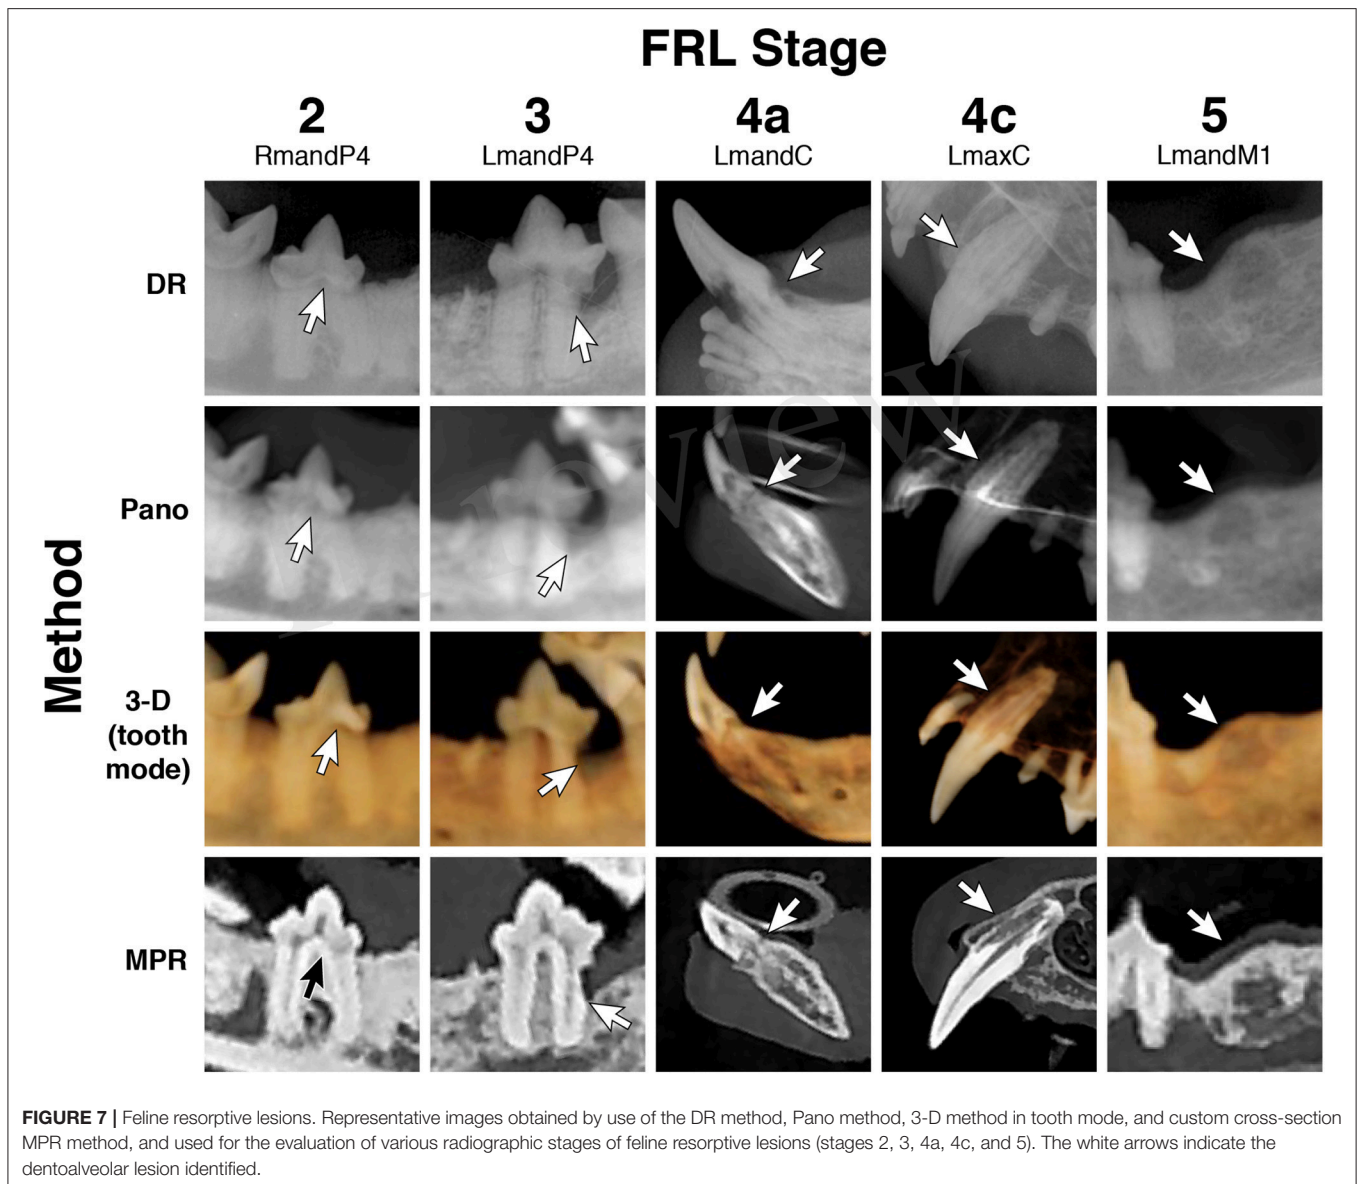 FRL Stage
2 3 4a 4c 5
RmandP4 LmandP4 LmandC LmaxC LmandM1
DR
Pano
Method
3-D
(tooth
mode)
MPR
FIGURE 7 | Feline resorptive lesions. Representative images obtained by use of the DR method, Pano method, 3-D method in tooth mode, and custom cross-section
MPR method, and used for the evaluation of various radiographic stages of feline resorptive lesions (stages 2, 3, 4a, 4c, and 5). The white arrows indicate the
dentoalveolar lesion identified.